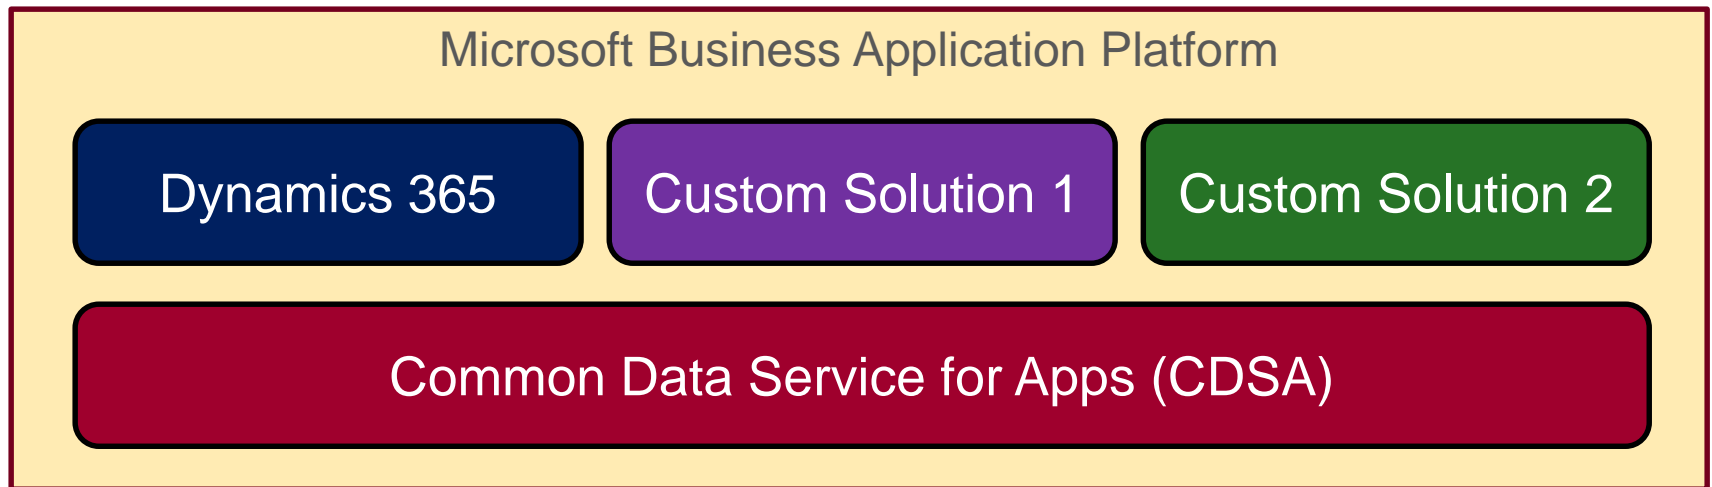 Microsoft Business Application Platform
Dynamics 365
Custom Solution 1
Custom Solution 2
Common Data Service for Apps (CDSA)